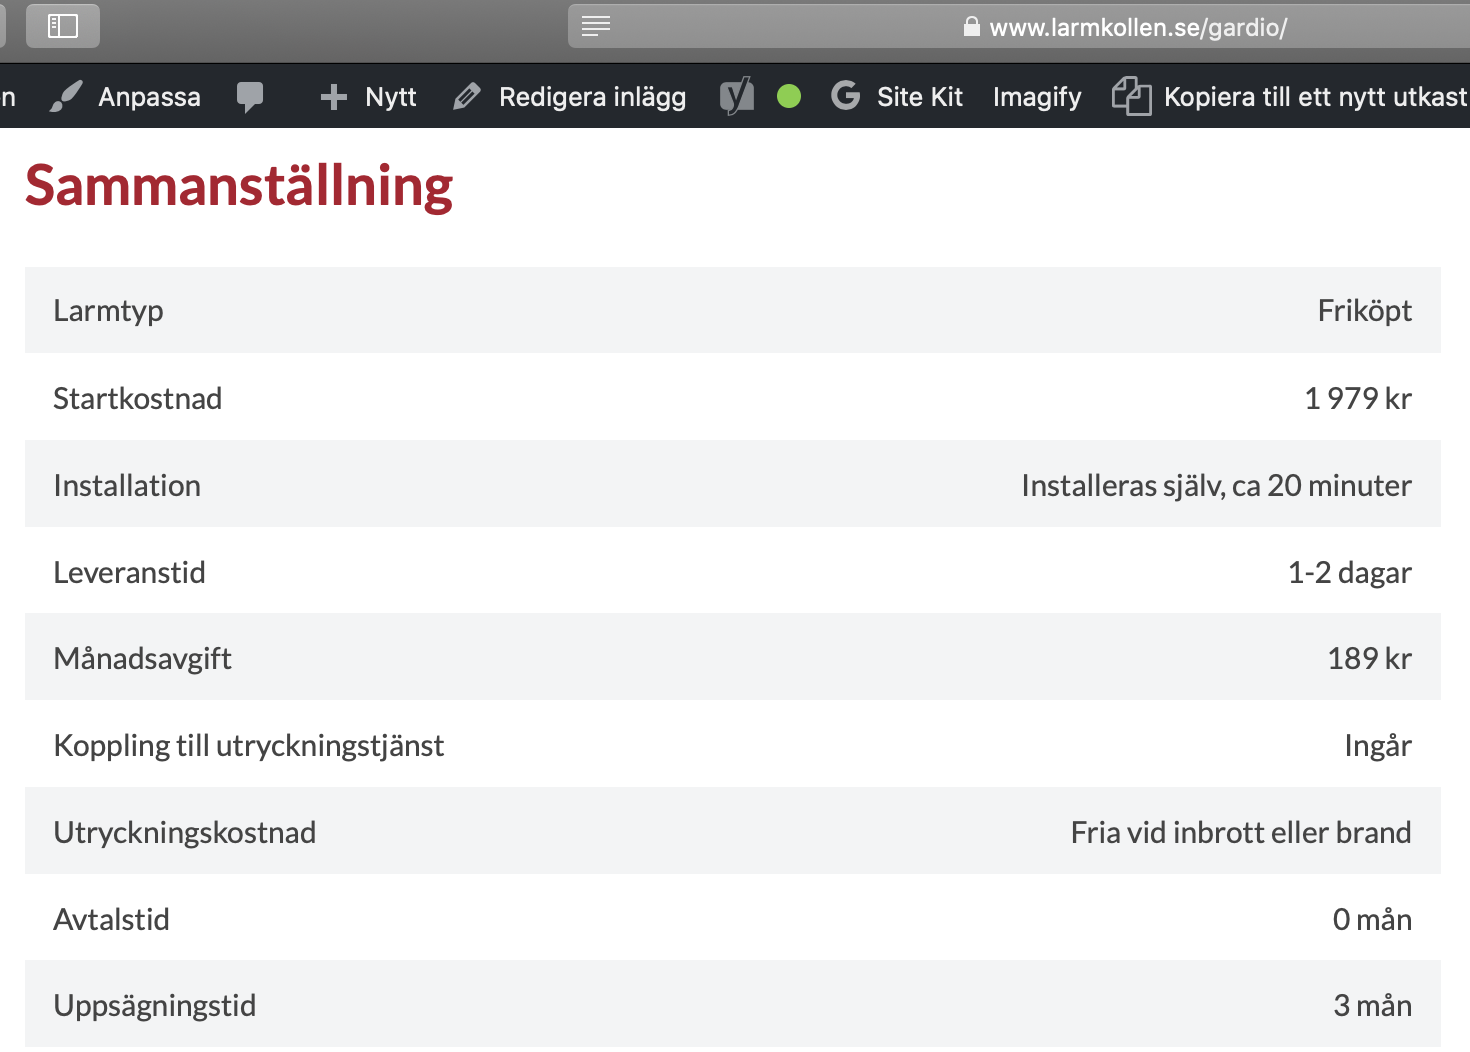 www.larmkollen.se/gardio/
n Anpassa Nytt Redigera inlägg Site Kit Imagify Kopiera till ett nytt utkast
Sammanställning
Larmtyp Friköpt
Startkostnad 1 979 kr
Installation Installeras själv, ca 20 minuter
Leveranstid 1-2 dagar
Månadsavgift 189 kr
Koppling till utryckningstjänst Ingår
Utryckningskostnad Fria vid inbrott eller brand
Avtalstid 0 mån
Uppsägningstid 3 mån